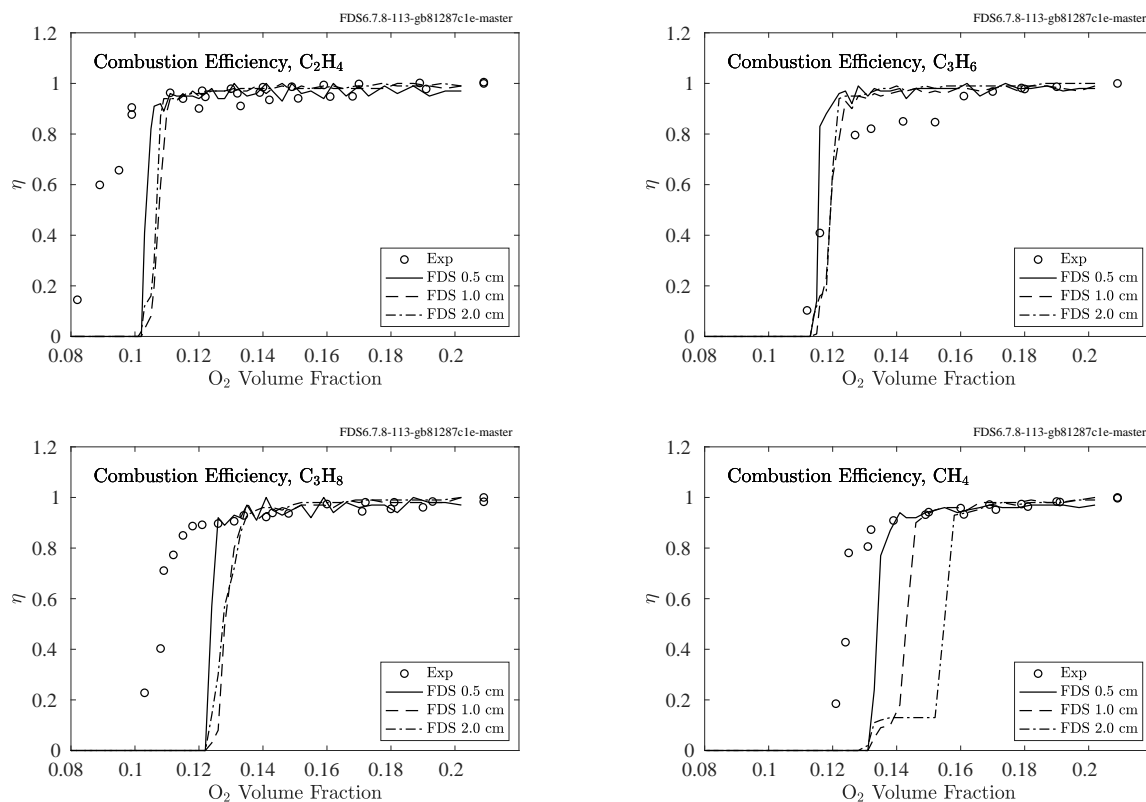 FDS6.7.8-113-gb81287c1e-master
1.2
Combustion Efficiency, C2H4
1
0.8
0.6
η
0.4
Exp
0.2
FDS 0.5 cm
FDS 1.0 cm
FDS 2.0 cm
0
0.08 0.1 0.12 0.14 0.16 0.18 0.2
O2 Volume Fraction
FDS6.7.8-113-gb81287c1e-master
1.2
Combustion Efficiency, C3H6
1
0.8
0.6
η
0.4
Exp
0.2
FDS 0.5 cm
FDS 1.0 cm
FDS 2.0 cm
0
0.08 0.1 0.12 0.14 0.16 0.18 0.2
O2 Volume Fraction
FDS6.7.8-113-gb81287c1e-master
1.2
Combustion Efficiency, C3H8
1
0.8
0.6
η
0.4
Exp
0.2
FDS 0.5 cm
FDS 1.0 cm
FDS 2.0 cm
0
0.08 0.1 0.12 0.14 0.16 0.18 0.2
O2 Volume Fraction
FDS6.7.8-113-gb81287c1e-master
1.2
Combustion Efficiency, CH4
1
0.8
0.6
η
0.4
Exp
0.2
FDS 0.5 cm
FDS 1.0 cm
FDS 2.0 cm
0
0.08 0.1 0.12 0.14 0.16 0.18 0.2
O2 Volume Fraction